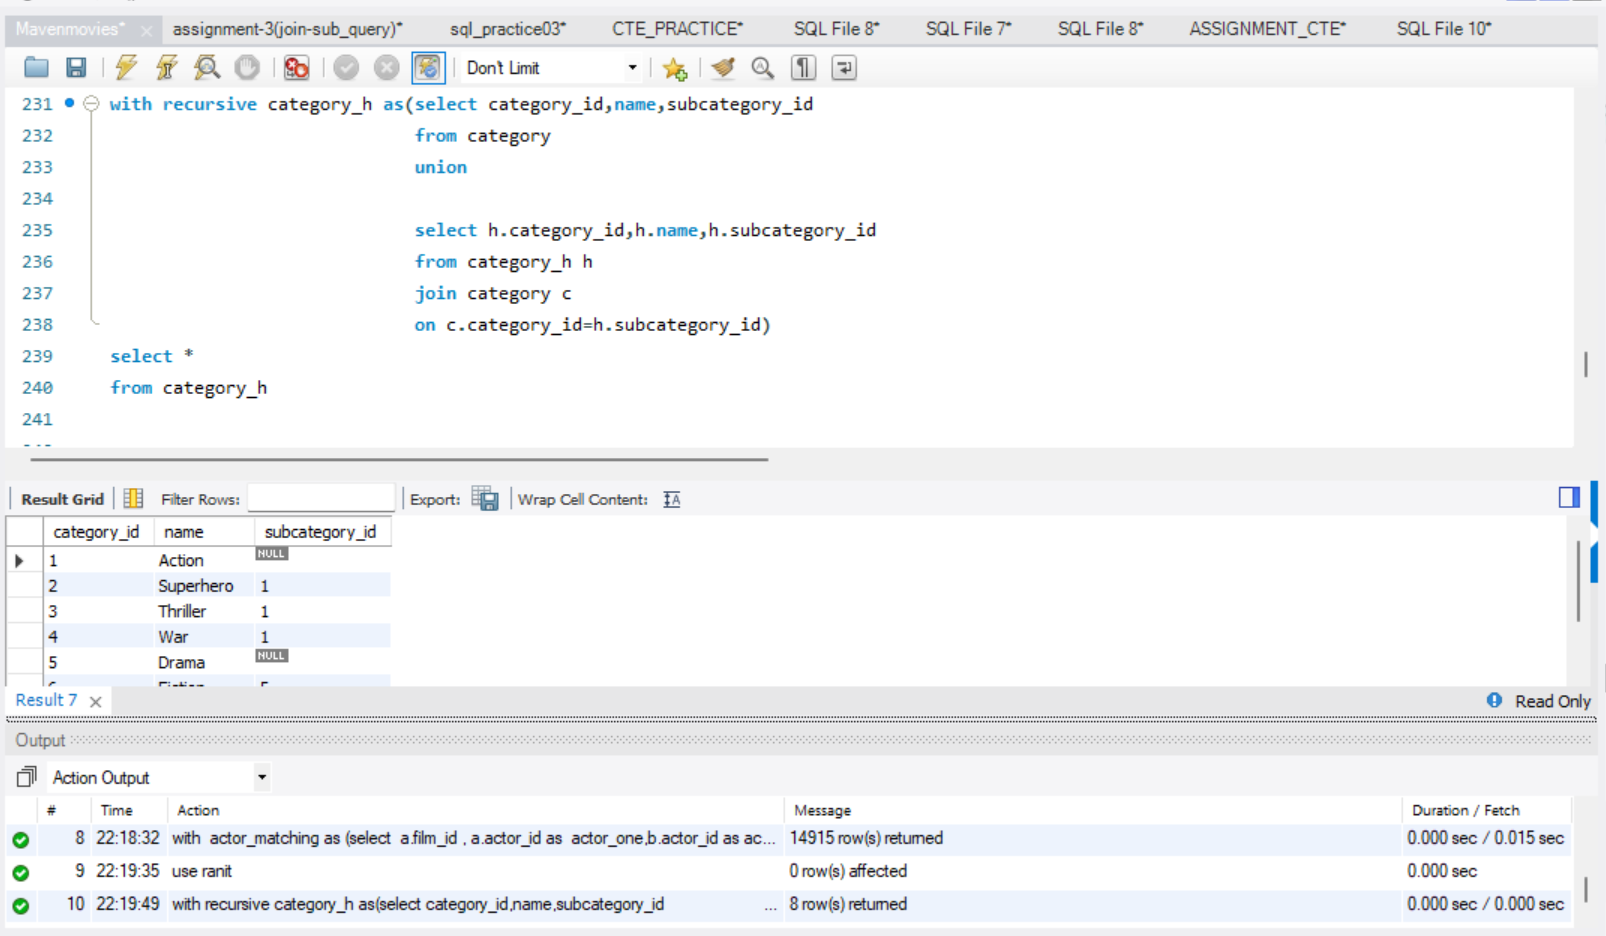 Mavenmovies* assignment-3(join-sub_query)* sql_practice03* CTE_PRACTICE* SQL File 8* SQL File 7* SQL File 8* ASSIGNMENT_CTE* SQL File 10*
Don't Limit
231 with recursive category_h as(select category_id,name,subcategory_id
232 from category
233 union
234
235 select h.category_id,h.name,h.subcategory_id
236 from category_h h
237 join category c
238 on c.category_id=h.subcategory_id)
239 select *
240 from category_h
241
Result Grid Filter Rows: Export: Wrap Cell Content: IA
category_id name subcategory_id
1 Action NULL
2 Superhero 1
3 Thriller 1
4 War 1
5 Drama NULL
Result 7 Read Only
Output
Action Output
# Time Action Message Duration / Fetch
8 22:18:32 with actor_matching as (select a.film_id , a.actor_id as actor_one,b.actor_id as ac... 14915 row(s) returned 0.000 sec / 0.015 sec
9 22:19:35 use ranit 0 row(s) affected 0.000 sec
10 22:19:49 with recursive category_h as(select category_id,name,subcategory_id ... 8 row(s) returned 0.000 sec / 0.000 sec